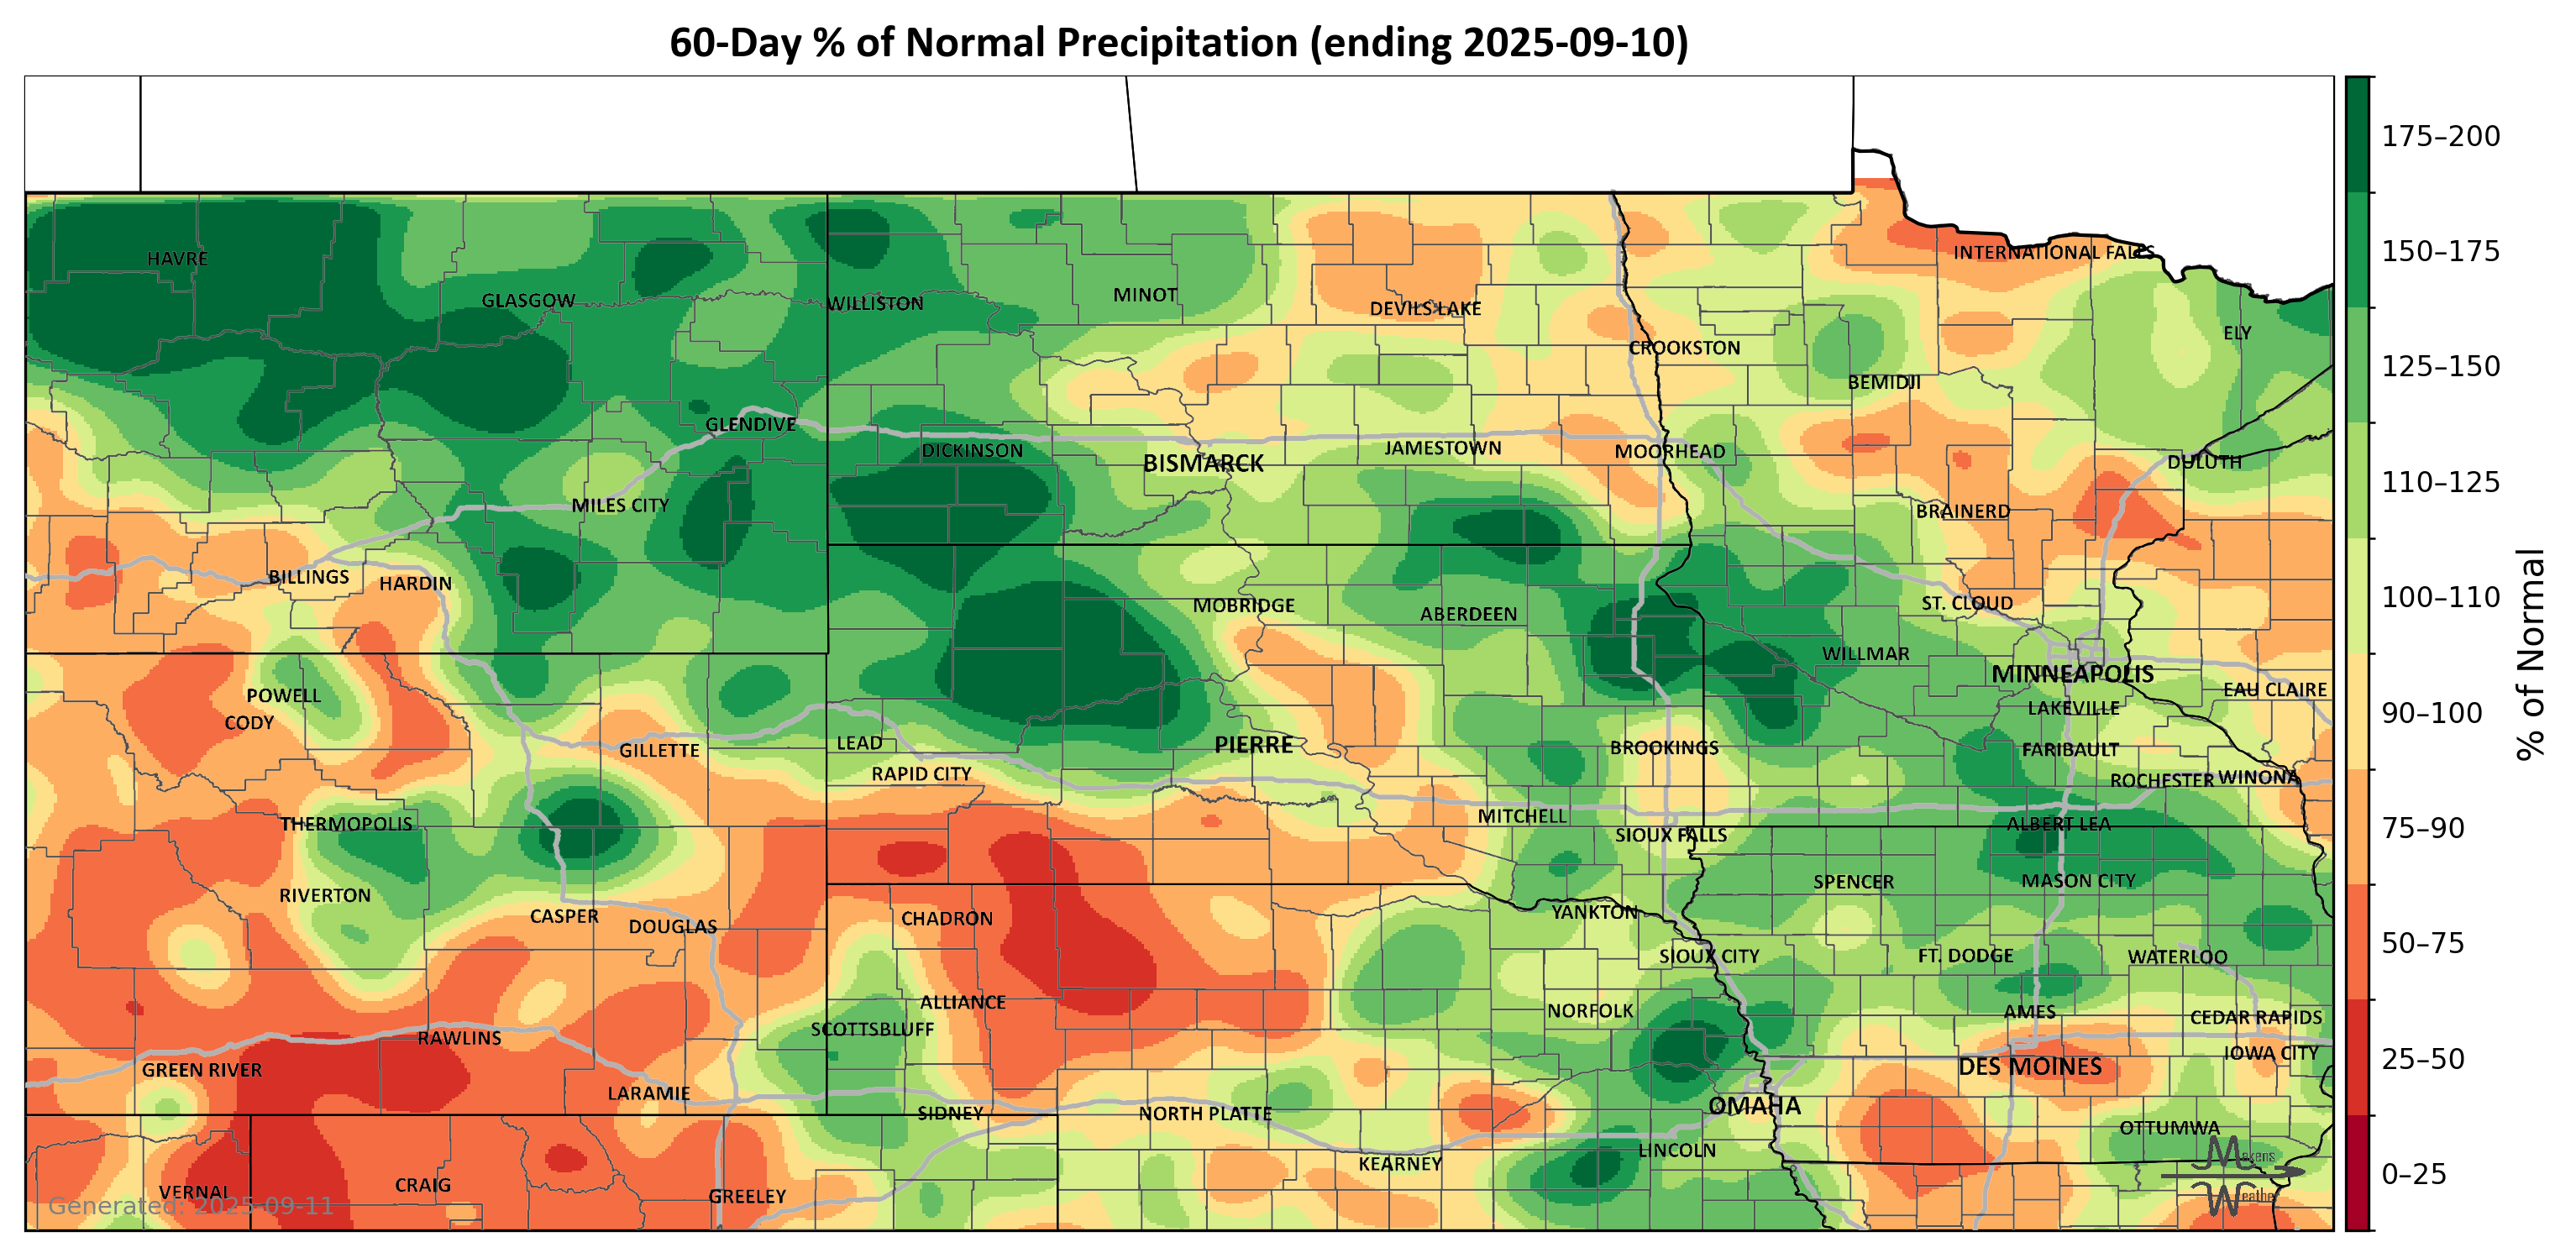 60-Day % of Normal Precipitation (ending 2025-09-10)
175–200
INTERNATIONAL FALLS
150–175
HAVRE
MINOT
GLASGOW
WILLISTON
DEVILS LAKE
ELY
CROOKSTON
125–150
BEMIDJI
GLENDIVE
DICKINSON
JAMESTOWN
MOORHEAD
BISMARCK
DULUTH
110–125
MILES CITY
BRAINERD
BILLINGS
HARDIN
100–110
MOBRIDGE
ST. CLOUD
ABERDEEN
WILLMAR
MINNEAPOLIS
EAU CLAIRE
POWELL
LAKEVILLE
90–100
CODY
% of Normal
LEAD
PIERRE
BROOKINGS
GILLETTE
FARIBAULT
RAPID CITY
ROCHESTER
WINONA
MITCHELL
THERMOPOLIS
ALBERT LEA
75–90
SIOUX FALLS
SPENCER
MASON CITY
RIVERTON
CASPER
DOUGLAS
CHADRON
YANKTON
50–75
SIOUX CITY
FT. DODGE
WATERLOO
ALLIANCE
NORFOLK
AMES
CEDAR RAPIDS
SCOTTSBLUFF
RAWLINS
IOWA CITY
25–50
GREEN RIVER
DES MOINES
LARAMIE
SIDNEY
NORTH PLATTE
OMAHA
OTTUMWA
LINCOLN
Makens
KEARNEY
0–25
VERNAL
CRAIG
GREELEY
Weather
Generated: 2025-09-11